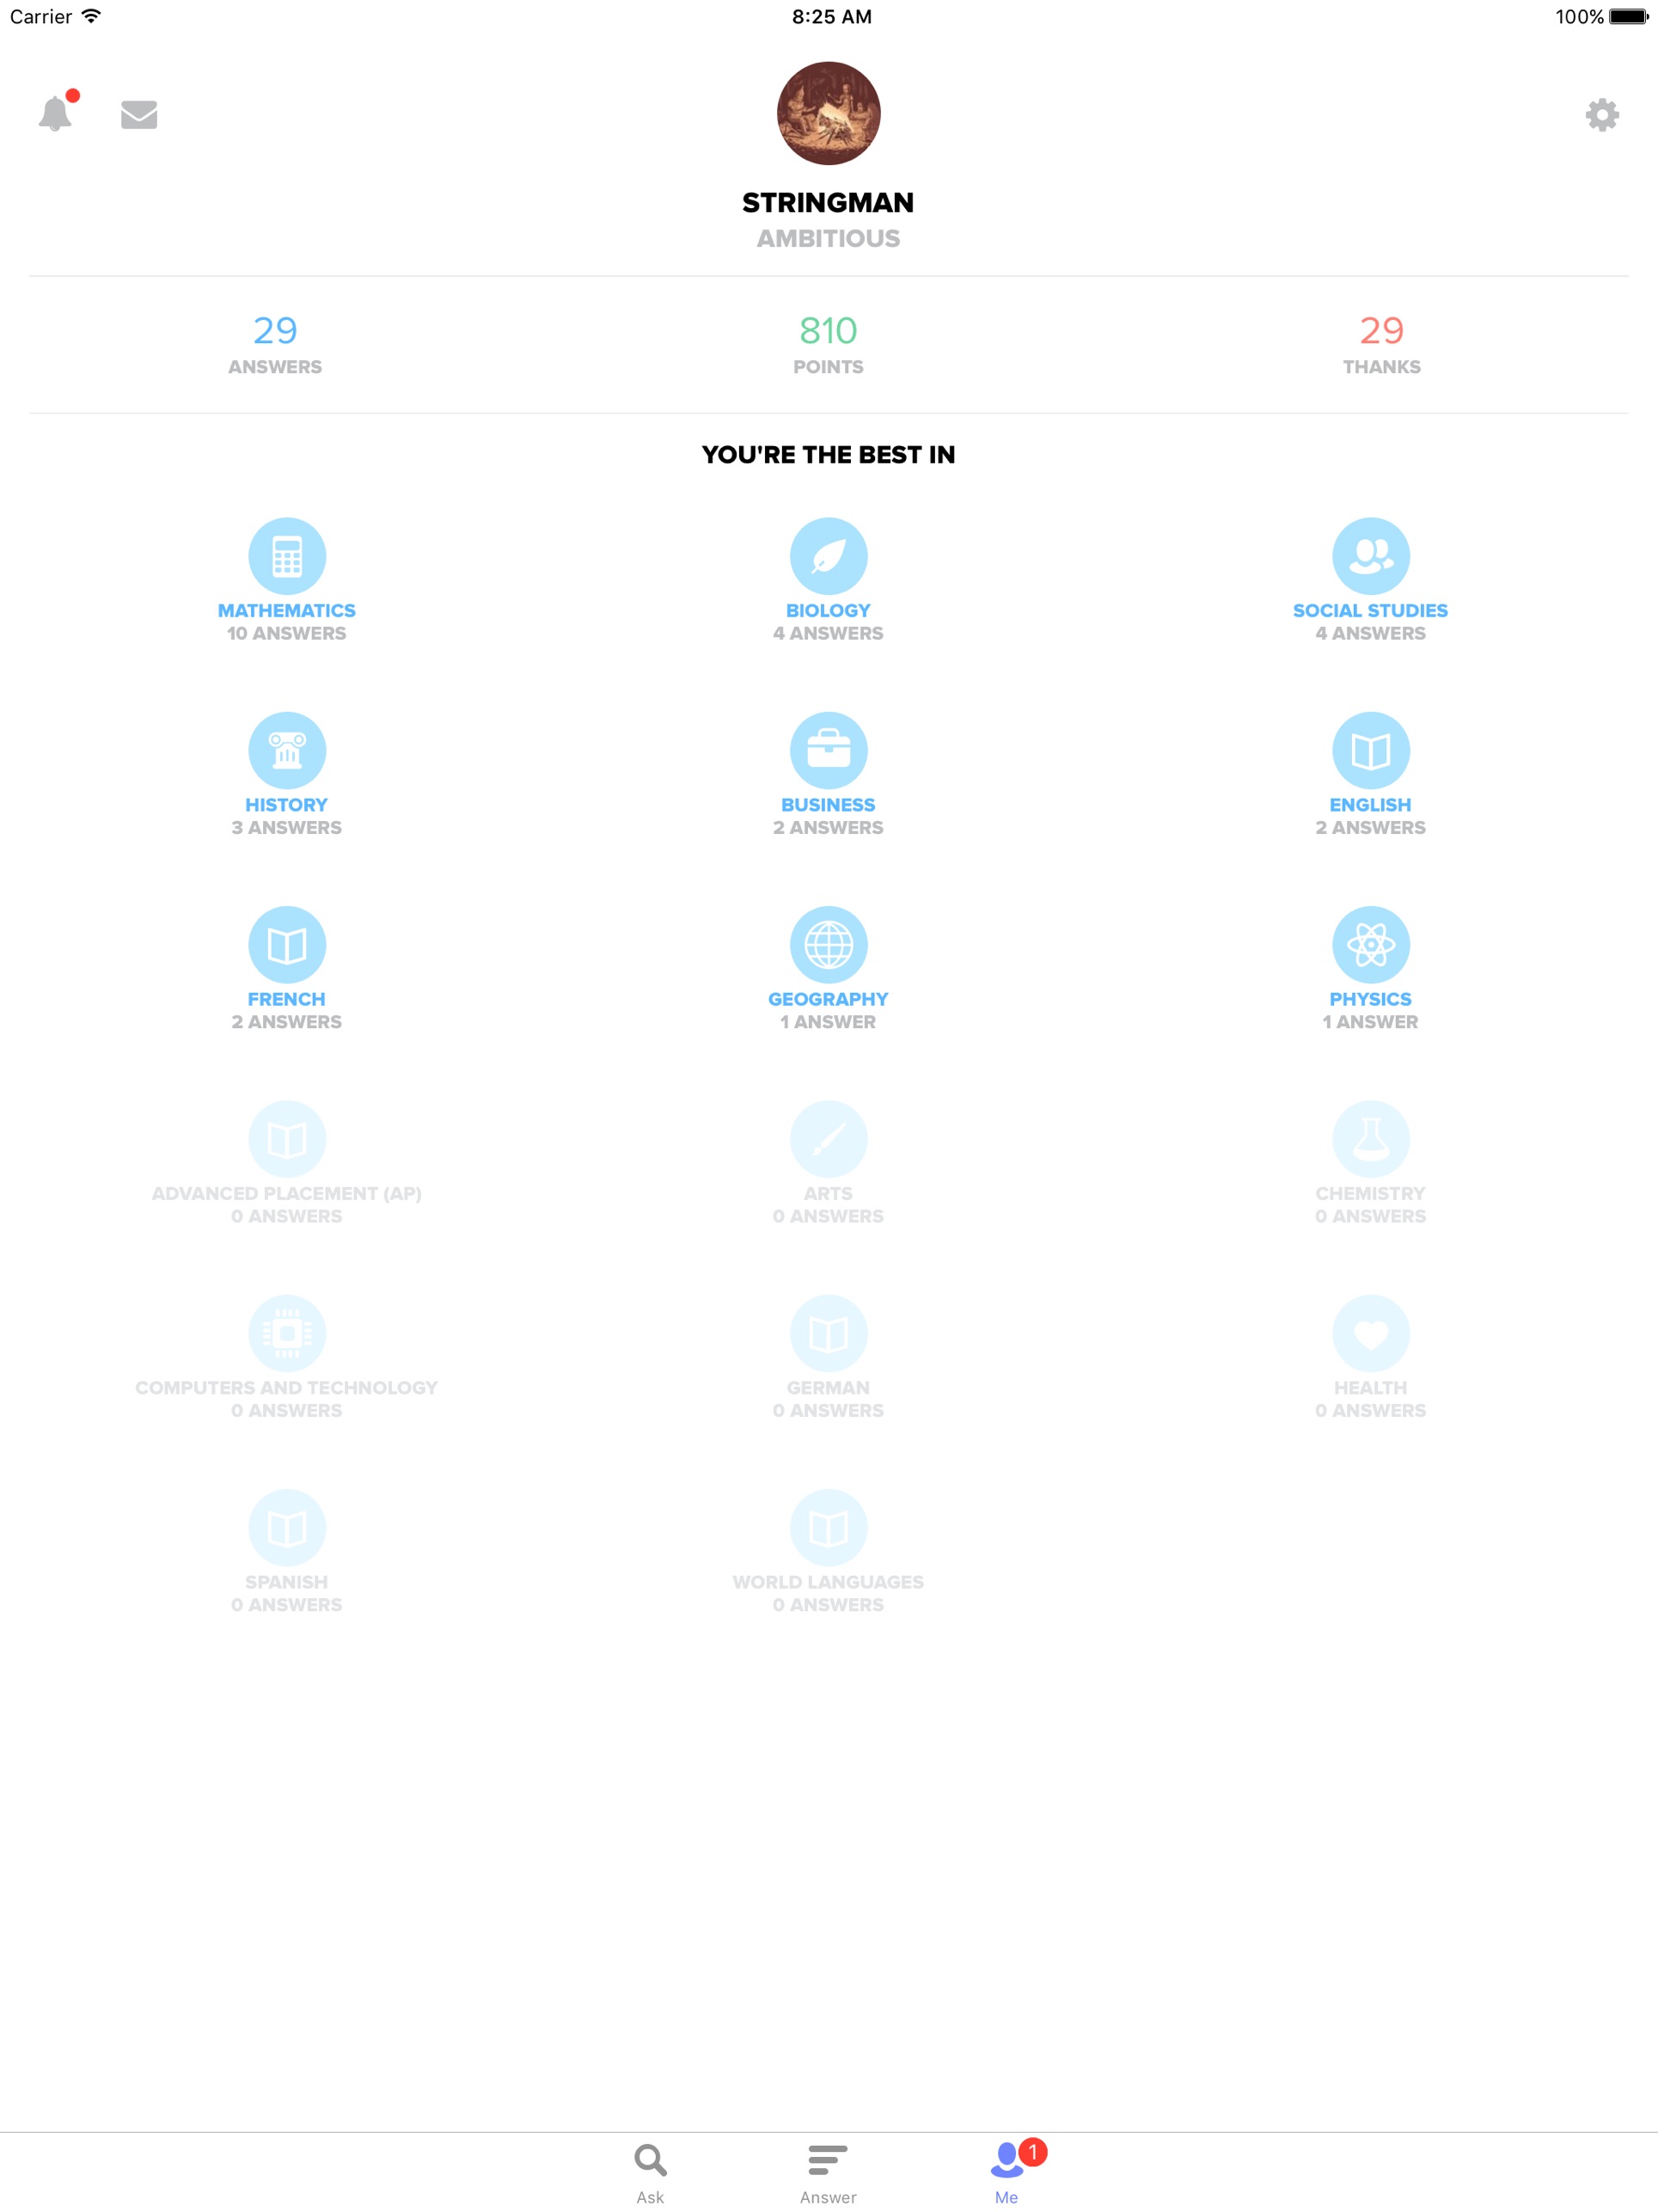 Carrier
8:25 AM
100%
STRINGMAN
AMBITIOUS
29
ANSWERS
810
POINTS
29
THANKS
YOU'RE THE BEST IN
MATHEMATICS
10 ANSWERS
BIOLOGY
4 ANSWERS
SOCIAL STUDIES
4 ANSWERS
HISTORY
3 ANSWERS
BUSINESS
2 ANSWERS
ENGLISH
2 ANSWERS
FRENCH
2 ANSWERS
GEOGRAPHY
1 ANSWER
PHYSICS
1 ANSWER
ADVANCED PLACEMENT (AP)
0 ANSWERS
ARTS
0 ANSWERS
CHEMISTRY
0 ANSWERS
COMPUTERS AND TECHNOLOGY
0 ANSWERS
GERMAN
0 ANSWERS
HEALTH
0 ANSWERS
SPANISH
0 ANSWERS
WORLD LANGUAGES
0 ANSWERS
Ask
Answer
1
Me